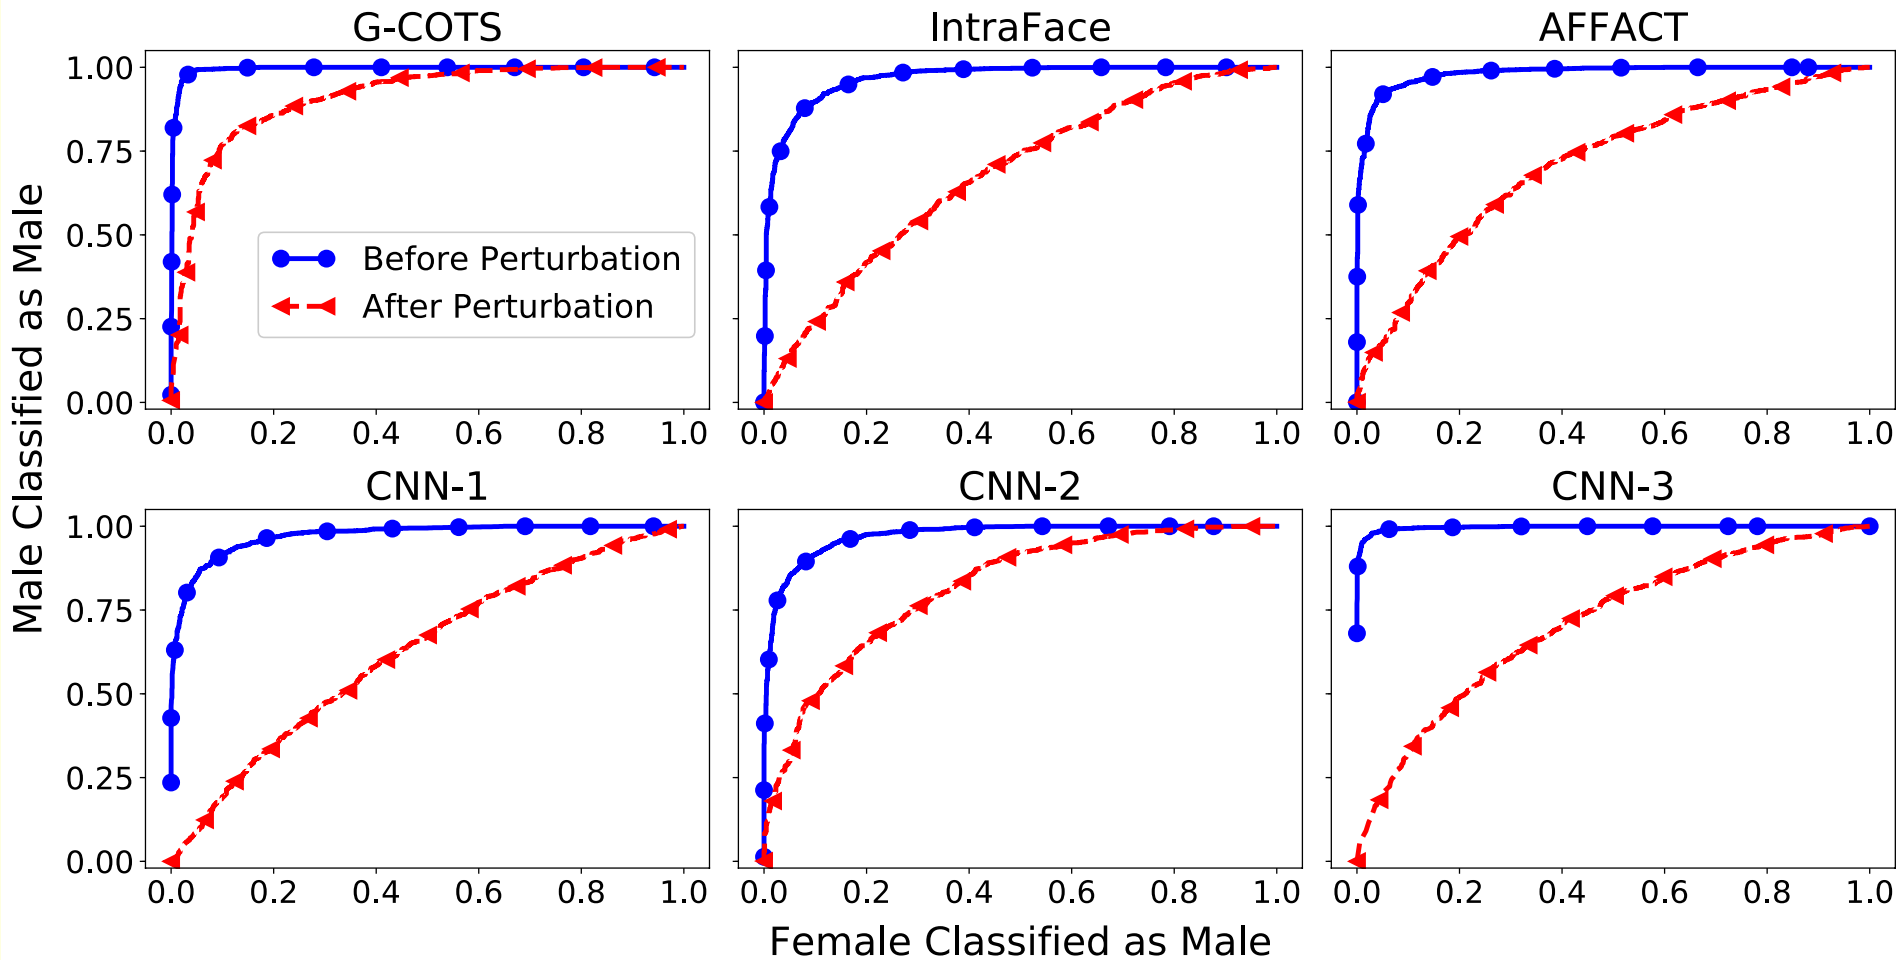 G-COTS IntraFace AFFACT
Male Classified as Male
1.00
0.75
0.50
0.25
0.00
Before Perturbation
After Perturbation
0.0 0.2 0.4 0.6 0.8 1.0 0.0 0.2 0.4 0.6 0.8 1.0 0.0 0.2 0.4 0.6 0.8 1.0
CNN-1 CNN-2 CNN-3
1.00
0.75
0.50
0.25
0.00
0.0 0.2 0.4 0.6 0.8 1.0 0.0 0.2 0.4 0.6 0.8 1.0 0.0 0.2 0.4 0.6 0.8 1.0
Female Classified as Male